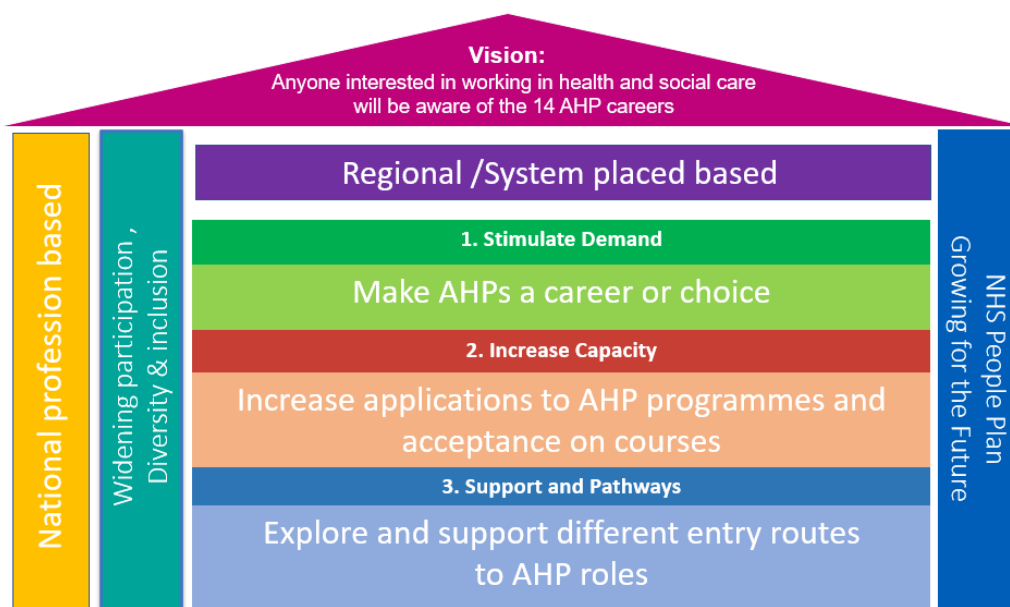 Vision:
Anyone interested in working in health and social care
will be aware of the 14 AHP careers
National profession based
Widening participation ,
Diversity & inclusion
Regional /System placed based
1. Stimulate Demand
Make AHPs a career or choice
2. Increase Capacity
Increase applications to AHP programmes and
acceptance on courses
3. Support and Pathways
Explore and support different entry routes
to AHP roles
NHS People Plan
Growing for the Future